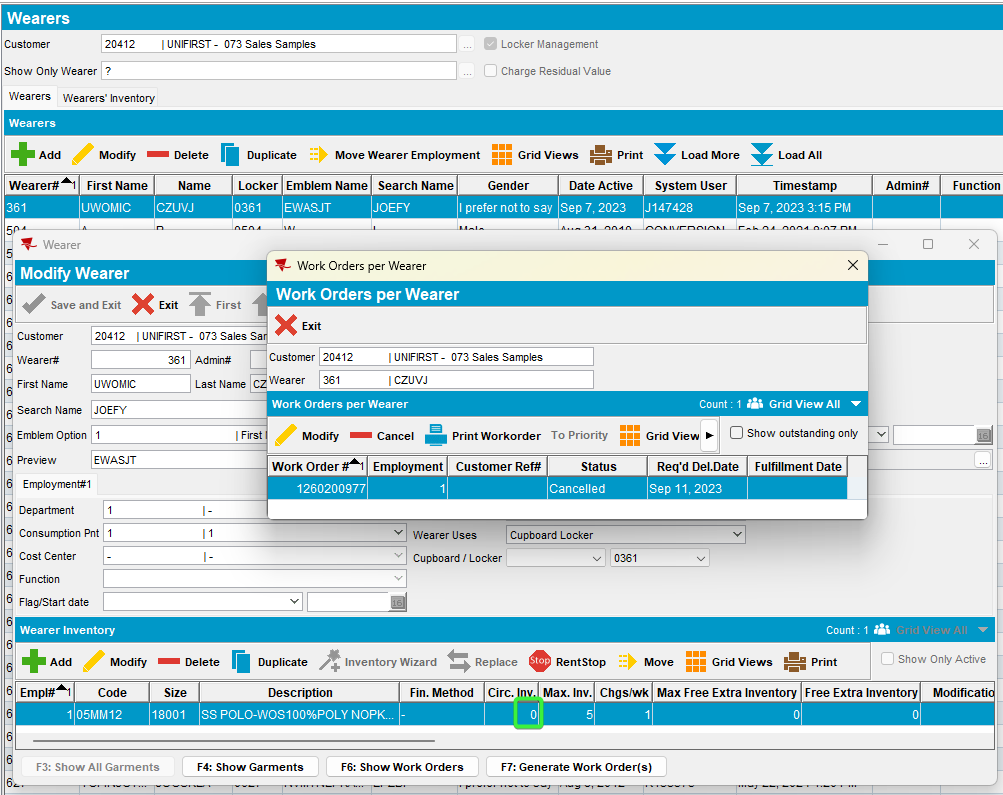 Wearers
Customer 20412 | UNIFIRST - 073 Sales Samples ... Locker Management
Show Only Wearer ? ... Charge Residual Value
Wearers Wearers' Inventory
Wearers
Add Modify Delete Duplicate Move Wearer Employment Grid Views Print Load More Load All
Wearer# 1 First Name Name Locker Emblem Name Search Name Gender Date Active System User Timestamp Admin# Function
361 UWOMIC CZUVJ 0361 EWASJT JOEFY I prefer not to say Sep 7, 2023 J147428 Sep 7, 2023 3:15 PM
Wearer
Modify Wearer
Save and Exit Exit First
Customer 20412 | UNIFIRST - 073 Sales Sam
Wearer# 361 Admin#
First Name UWOMIC Last Name CZ
Search Name JOEFY
Emblem Option 1 | First
Preview EWASJT ...
Employment#1
Department 1 | -
Work Orders per Wearer
Work Orders per Wearer
Exit
Customer 20412 | UNIFIRST - 073 Sales Samples
Wearer 361 | CZUVJ
Work Orders per Wearer Count : 1 Grid View All
Modify Cancel Print Workorder To Priority Grid View Show outstanding only
Work Order # 1 Employment Customer Ref# Status Req'd Del.Date Fulfillment Date
1260200977 1 Cancelled Sep 11, 2023
Consumption Pnt 1 | 1 Wearer Uses Cupboard Locker
Cost Center - | - Cupboard / Locker 0361
Function
Flag/Start date 16
Wearer Inventory Count : 1 Grid View All
Add Modify Delete Duplicate Inventory Wizard Replace Stop RentStop Move Grid Views Print Show Only Active
Empl# 1 Code Size Description Fin. Method Circ. Inv. Max. Inv. Chgs/wk Max Free Extra Inventory Free Extra Inventory Modificatio
1 05MM12 18001 SS POLO-WOS100%POLY NOPK... - 0 5 1 0 0
F3: Show All Garments F4: Show Garments F6: Show Work Orders F7: Generate Work Order(s)